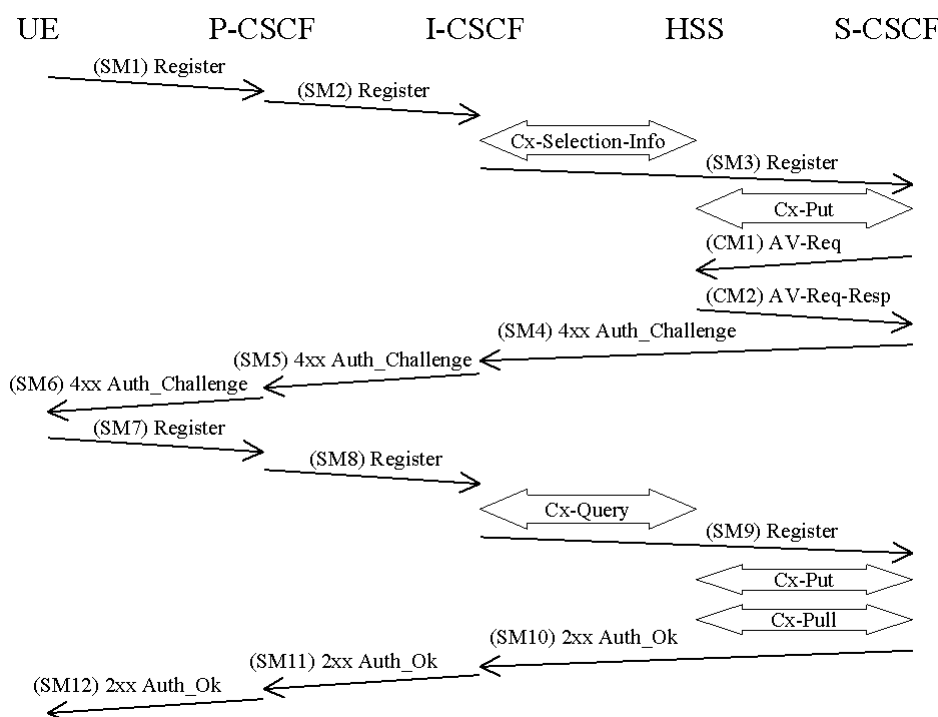 UE P-CSCF I-CSCF HSS S-CSCF
(SM1) Register
(SM2) Register
Cx-Selection-Info
(SM3) Register
Cx-Put
(CM1) AV-Req
(CM2) AV-Req-Resp
(SM4) 4xx Auth_Challenge
(SM5) 4xx Auth_Challenge
(SM6) 4xx Auth_Challenge
(SM7) Register
(SM8) Register
Cx-Query
(SM9) Register
Cx-Put
Cx-Pull
(SM10) 2xx Auth_Ok
(SM11) 2xx Auth_Ok
(SM12) 2xx Auth_Ok